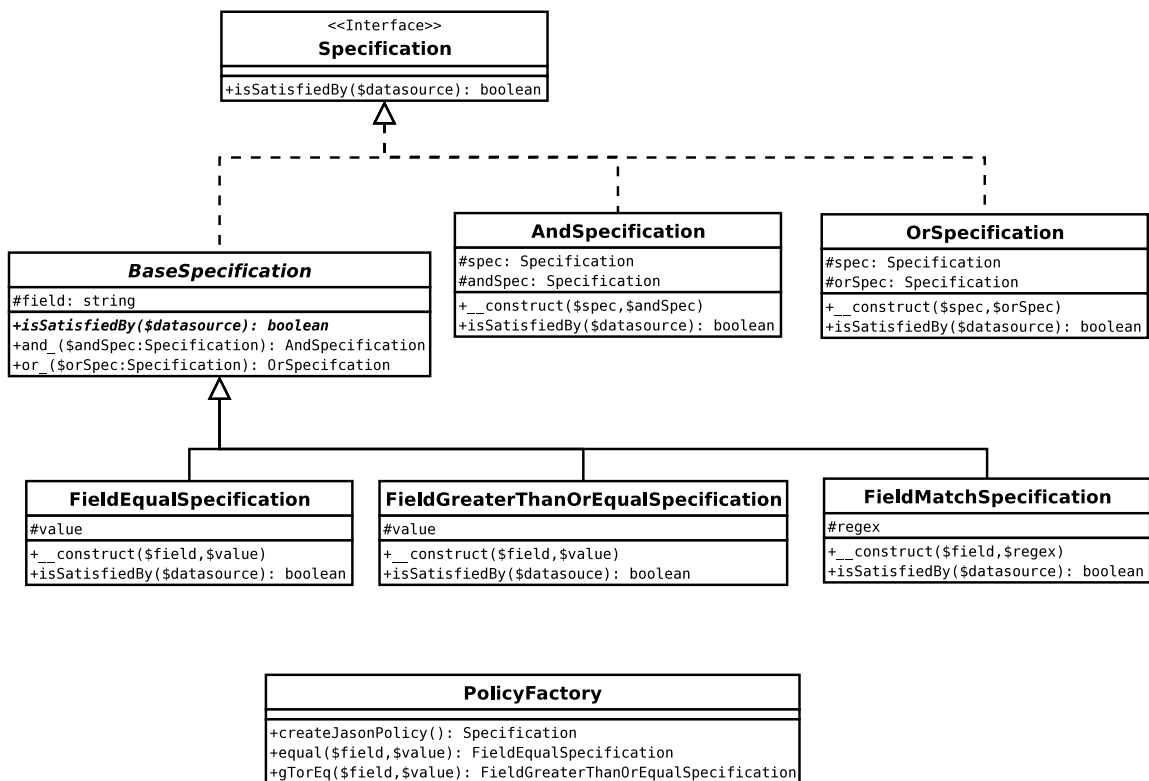 <<Interface>>
Specification
+isSatisfiedBy($datasource): boolean
AndSpecification
#spec: Specification
#andSpec: Specification
+__construct($spec,$andSpec)
+isSatisfiedBy($datasource): boolean
OrSpecification
#spec: Specification
#orSpec: Specification
+__construct($spec,$orSpec)
+isSatisfiedBy($datasource): boolean
BaseSpecification
#field: string
+isSatisfiedBy($datasource): boolean
+and_($andSpec:Specification): AndSpecification
+or_($orSpec:Specification): OrSpecifcation
FieldEqualSpecification
#value
+__construct($field,$value)
+isSatisfiedBy($datasource): boolean
FieldGreaterThanOrEqualSpecification
#value
+__construct($field,$value)
+isSatisfiedBy($datasouce): boolean
FieldMatchSpecification
#regex
+__construct($field,$regex)
+isSatisfiedBy($datasource): boolean
PolicyFactory
+createJasonPolicy(): Specification
+equal($field,$value): FieldEqualSpecification
+gTorEq($field,$value): FieldGreaterThanOrEqualSpecification